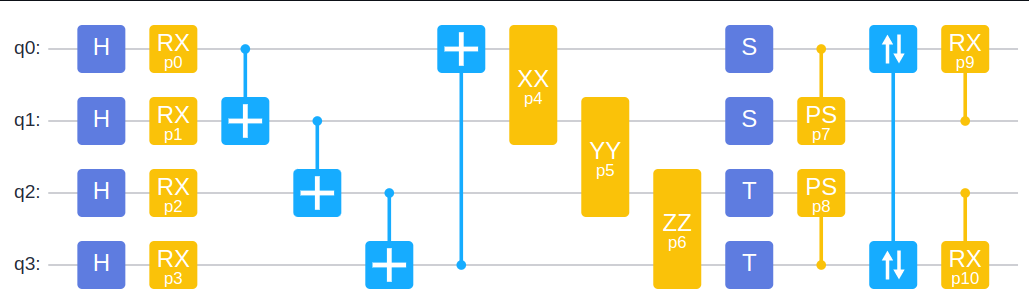 q0: H RX p0 XX p4 S RX p9
q1: H RX p1 YY p5 S PS p7
q2: H RX p2 ZZ p6 T PS p8
q3: H RX p3 T RX p10